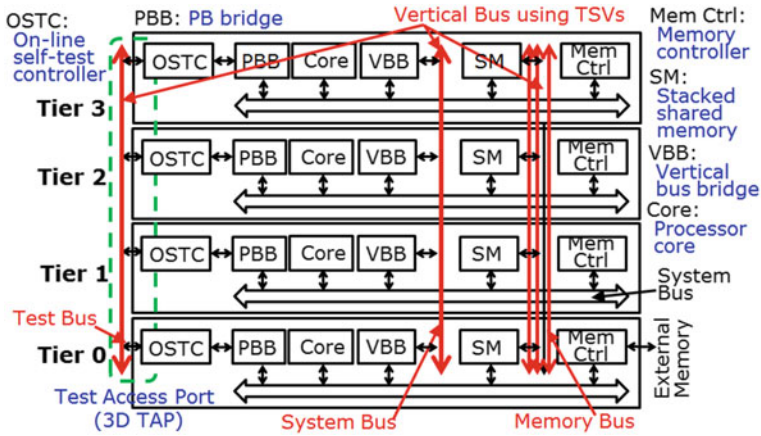 OSTC:
On-line
self-test
controller
PBB: PB bridge
Vertical Bus using TSVs
Mem Ctrl:
Memory
controller
SM:
Stacked
shared
memory
VBB:
Vertical
bus bridge
Core:
Processor
core
System
Bus
Tier 3
OSTC
PBB
Core
VBB
SM
Mem
Ctrl
Tier 2
OSTC
PBB
Core
VBB
SM
Mem
Ctrl
Tier 1
OSTC
PBB
Core
VBB
SM
Mem
Ctrl
Test Bus
Tier 0
OSTC
PBB
Core
VBB
SM
Mem
Ctrl
External
Memory
Test Access Port
(3D TAP)
System Bus
Memory Bus